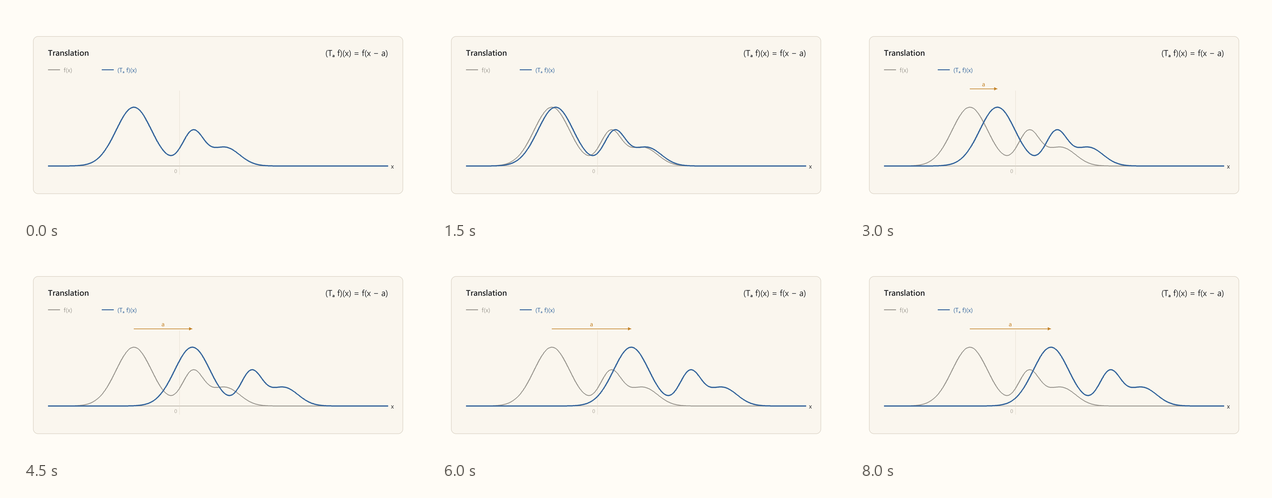 Translation (Tₐ f)(x) = f(x − a)
f(x) (Tₐ f)(x)
x
0
0.0 s
Translation (Tₐ f)(x) = f(x − a)
f(x) (Tₐ f)(x)
x
0
1.5 s
Translation (Tₐ f)(x) = f(x − a)
f(x) (Tₐ f)(x)
a
x
0
3.0 s
Translation (Tₐ f)(x) = f(x − a)
f(x) (Tₐ f)(x)
a
x
0
4.5 s
Translation (Tₐ f)(x) = f(x − a)
f(x) (Tₐ f)(x)
a
x
0
6.0 s
Translation (Tₐ f)(x) = f(x − a)
f(x) (Tₐ f)(x)
a
x
0
8.0 s